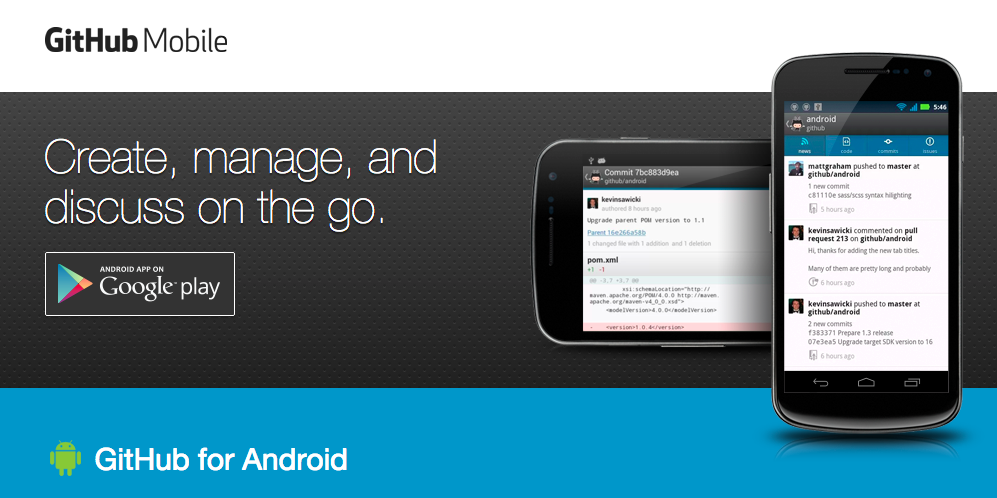 GitHub Mobile
Create, manage, and
discuss on the go.
ANDROID APP ON
Google play
Commit 7bc883d9ea
github/android
kevinsawicki
authored 8 hours ago
Upgrade parent POM version to 1.1
Parent 16e266a58b
1 changed file with 1 addition and 1 deletion
pom.xml
+1 -1
@@ -3,7 +3,7 @@
xsi:schemaLocation="http://
maven.apache.org/POM/4.0.0 http://maven.
apache.org/maven-v4_0_0.xsd">
<modelVersion>4.0.0</modelVersion>
- <version>1.0.4</version>
5:46
android
github
news code commits issues
mattgraham pushed to master at
github/android
1 new commit
c81110e sass/scss syntax hilighting
5 hours ago
kevinsawicki commented on pull
request 213 on github/android
Hi, thanks for adding the new tab titles.
Many of them are pretty long and probably
6 hours ago
kevinsawicki pushed to master at
github/android
2 new commits
f383371 Prepare 1.3 release
07e3ea5 Upgrade target SDK version to 16
6 hours ago
GitHub for Android